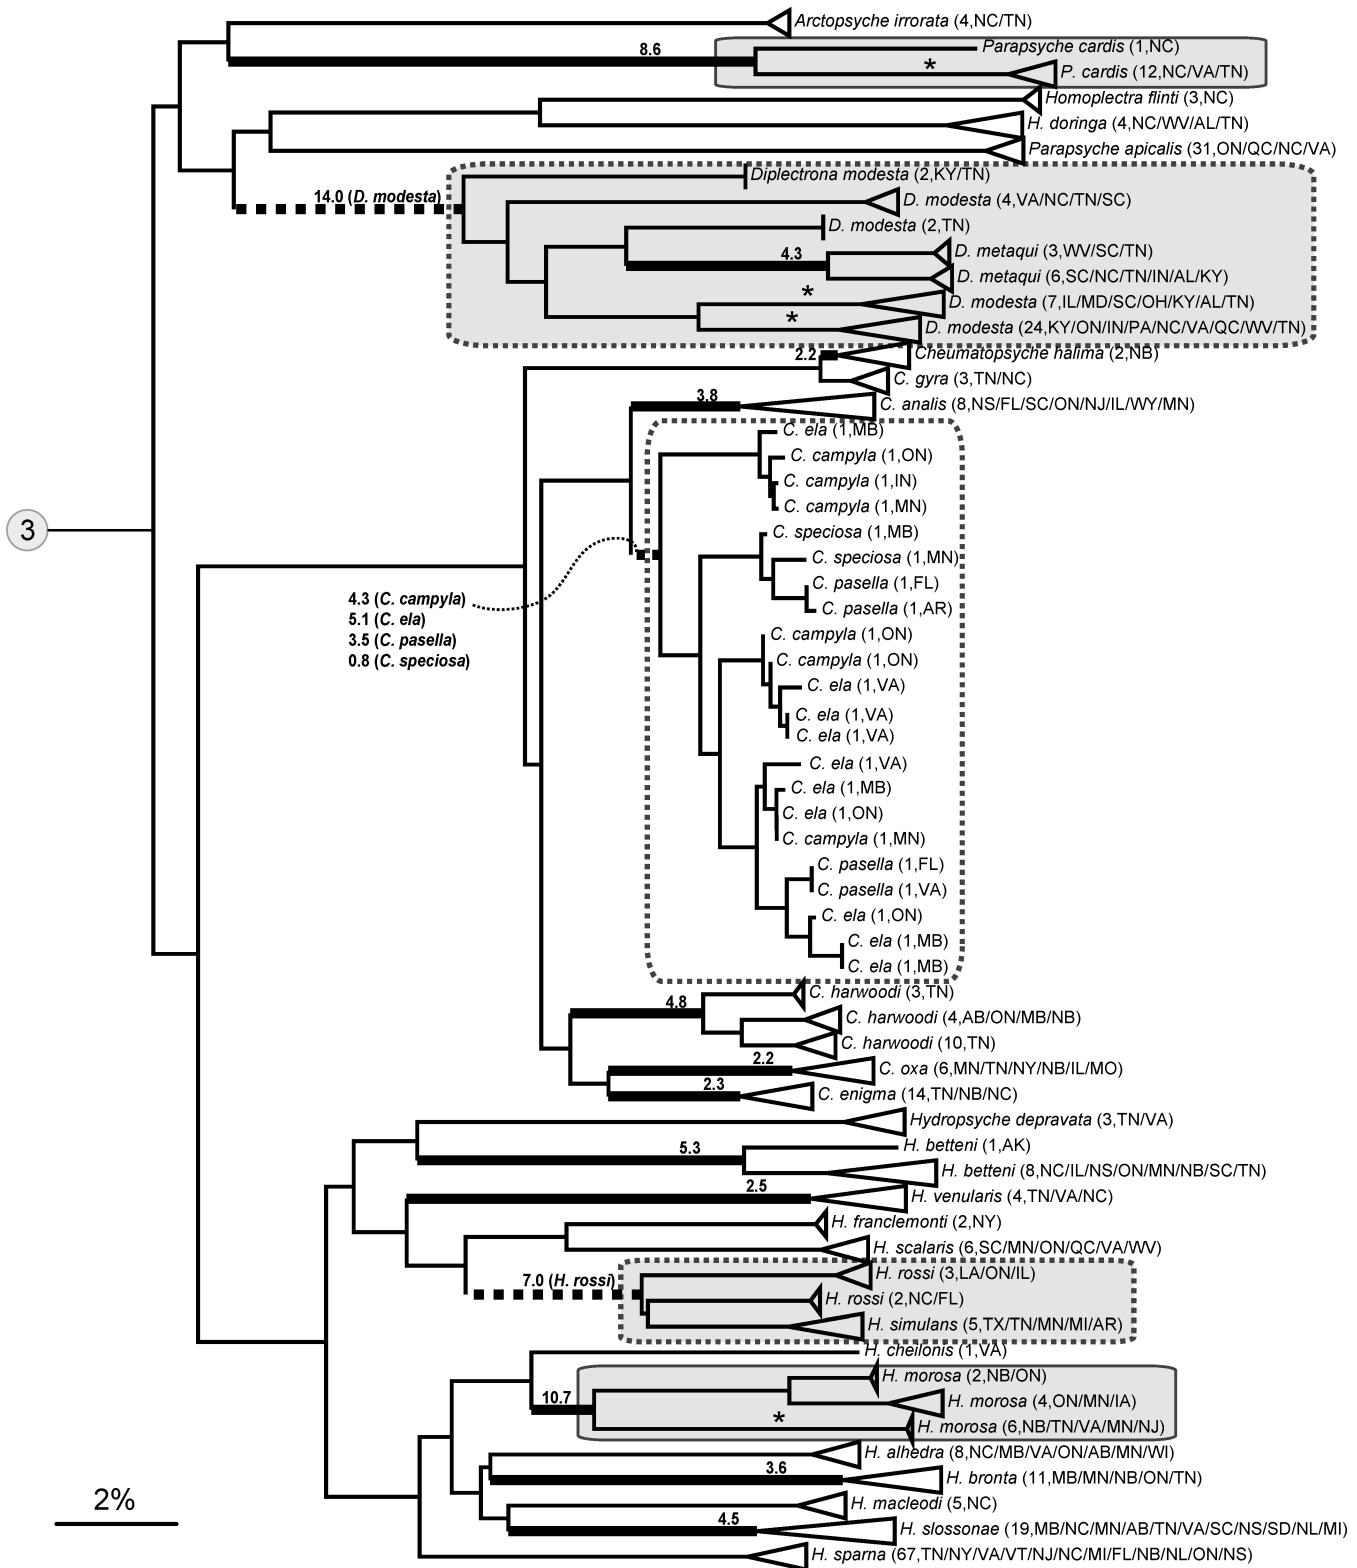 Arctopsyche irrorata (4,NC/TN)
8.6
Parapsyche cardis (1,NC)
*
P. cardis (12,NC/VA/TN)
Homoplectra flinti (3,NC)
H. doringa (4,NC/WV/AL/TN)
Parapsyche apicalis (31,ON/QC/NC/VA)
Diplectrona modesta (2,KY/TN)
14.0 (D. modesta)
D. modesta (4,VA/NC/TN/SC)
D. modesta (2,TN)
4.3
D. metaqui (3,WV/SC/TN)
D. metaqui (6,SC/NC/TN/IN/AL/KY)
*
D. modesta (7,IL/MD/SC/OH/KY/AL/TN)
*
D. modesta (24,KY/ON/IN/PA/NC/VA/QC/WV/TN)
2.2
Cheumatopsyche halima (2,NB)
C. gyra (3,TN/NC)
3.8
C. analis (8,NS/FL/SC/ON/NJ/IL/WY/MN)
C. ela (1,MB)
C. campyla (1,ON)
C. campyla (1,IN)
C. campyla (1,MN)
3
C. speciosa (1,MB)
C. speciosa (1,MN)
C. pasella (1,FL)
C. pasella (1,AR)
4.3 (C. campyla)
5.1 (C. ela)
3.5 (C. pasella)
0.8 (C. speciosa)
C. campyla (1,ON)
C. campyla (1,ON)
C. ela (1,VA)
C. ela (1,VA)
C. ela (1,VA)
C. ela (1,VA)
C. ela (1,MB)
C. ela (1,ON)
C. campyla (1,MN)
C. pasella (1,FL)
C. pasella (1,VA)
C. ela (1,ON)
C. ela (1,MB)
C. ela (1,MB)
4.8
C. harwoodi (3,TN)
C. harwoodi (4,AB/ON/MB/NB)
C. harwoodi (10,TN)
2.2
C. oxa (6,MN/TN/NY/NB/IL/MO)
2.3
C. enigma (14,TN/NB/NC)
Hydropsyche depravata (3,TN/VA)
5.3
H. betteni (1,AK)
H. betteni (8,NC/IL/NS/ON/MN/NB/SC/TN)
2.5
H. venularis (4,TN/VA/NC)
H. franclemonti (2,NY)
H. scalaris (6,SC/MN/ON/QC/VA/WV)
7.0 (H. rossi)
H. rossi (3,LA/ON/IL)
H. rossi (2,NC/FL)
H. simulans (5,TX/TN/MN/MI/AR)
H. cheilonis (1,VA)
10.7
H. morosa (2,NB/ON)
H. morosa (4,ON/MN/IA)
*
H. morosa (6,NB/TN/VA/MN/NJ)
H. alhedra (8,NC/MB/VA/ON/AB/MN/WI)
3.6
H. bronta (11,MB/MN/NB/ON/TN)
2%
H. macleodi (5,NC)
4.5
H. slossonae (19,MB/NC/MN/AB/TN/VA/SC/NS/SD/NL/MI)
H. sparna (67,TN/NY/VA/VT/NJ/NC/MI/FL/NB/NL/ON/NS)